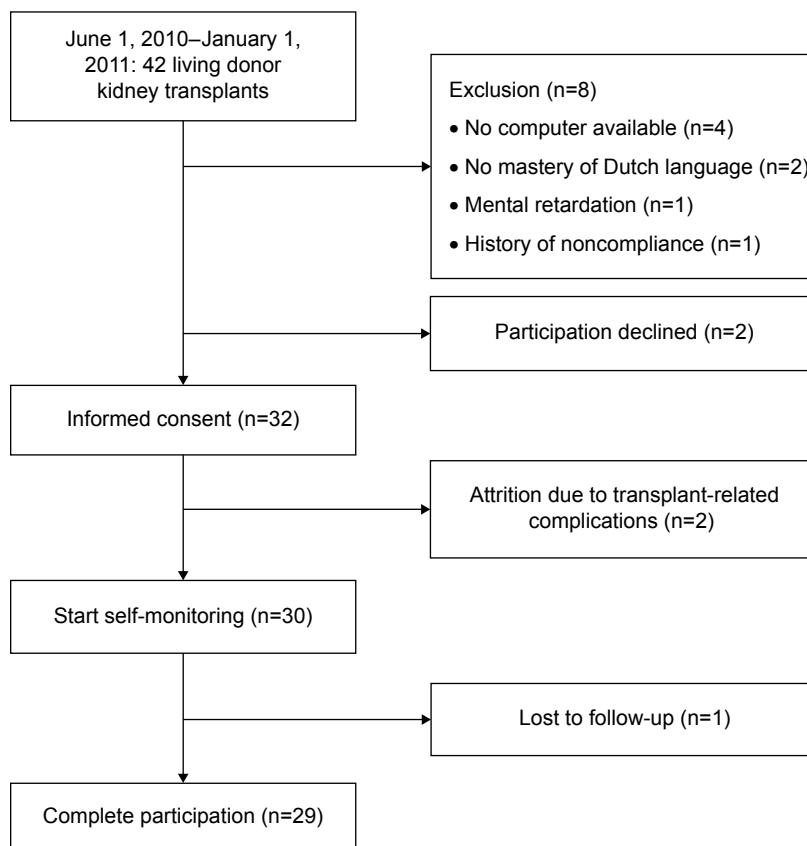 June 1, 2010–January 1,
2011: 42 living donor
kidney transplants
Exclusion (n=8)
• No computer available (n=4)
• No mastery of Dutch language (n=2)
• Mental retardation (n=1)
• History of noncompliance (n=1)
Participation declined (n=2)
Informed consent (n=32)
Attrition due to transplant-related
complications (n=2)
Start self-monitoring (n=30)
Lost to follow-up (n=1)
Complete participation (n=29)